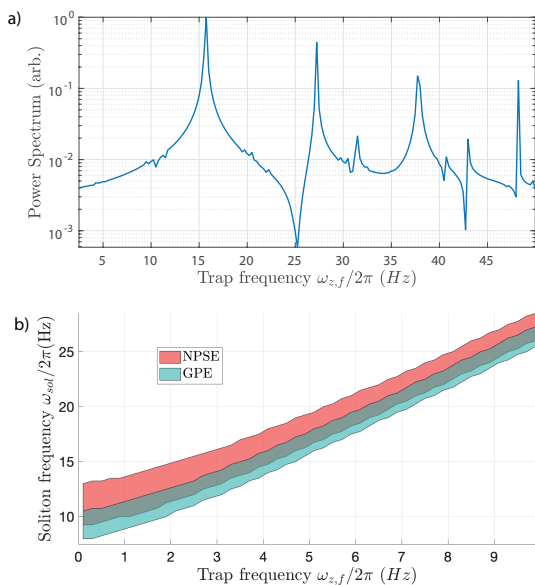 a)
Power Spectrum (arb.)
10^0
10^-1
10^-2
10^-3
5 10 15 20 25 30 35 40 45
Trap frequency ω_{z,f}/2π (Hz)
b)
Soliton frequency ω_{sol}/2π(Hz)
25
20
15
10
NPSE
GPE
0 1 2 3 4 5 6 7 8 9
Trap frequency ω_{z,f}/2π (Hz)